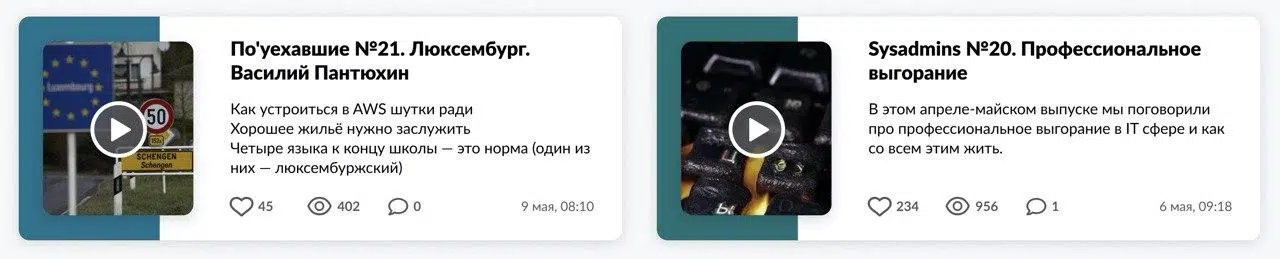 По'уехавшие №21. Люксембург.
Василий Пантюхин
Как устроиться в AWS шутки ради
Хорошее жильё нужно заслужить
Четыре языка к концу школы — это норма (один из
них — люксембуржский)
45
402
0
9 мая, 08:10
Luxembourg
50
SCHENGEN
Schengen
Sysadmins №20. Профессиональное
выгорание
В этом апреле-майском выпуске мы поговорили
про профессиональное выгорание в IT сфере и как
со всем этим жить.
234
956
1
6 мая, 09:18
Ы